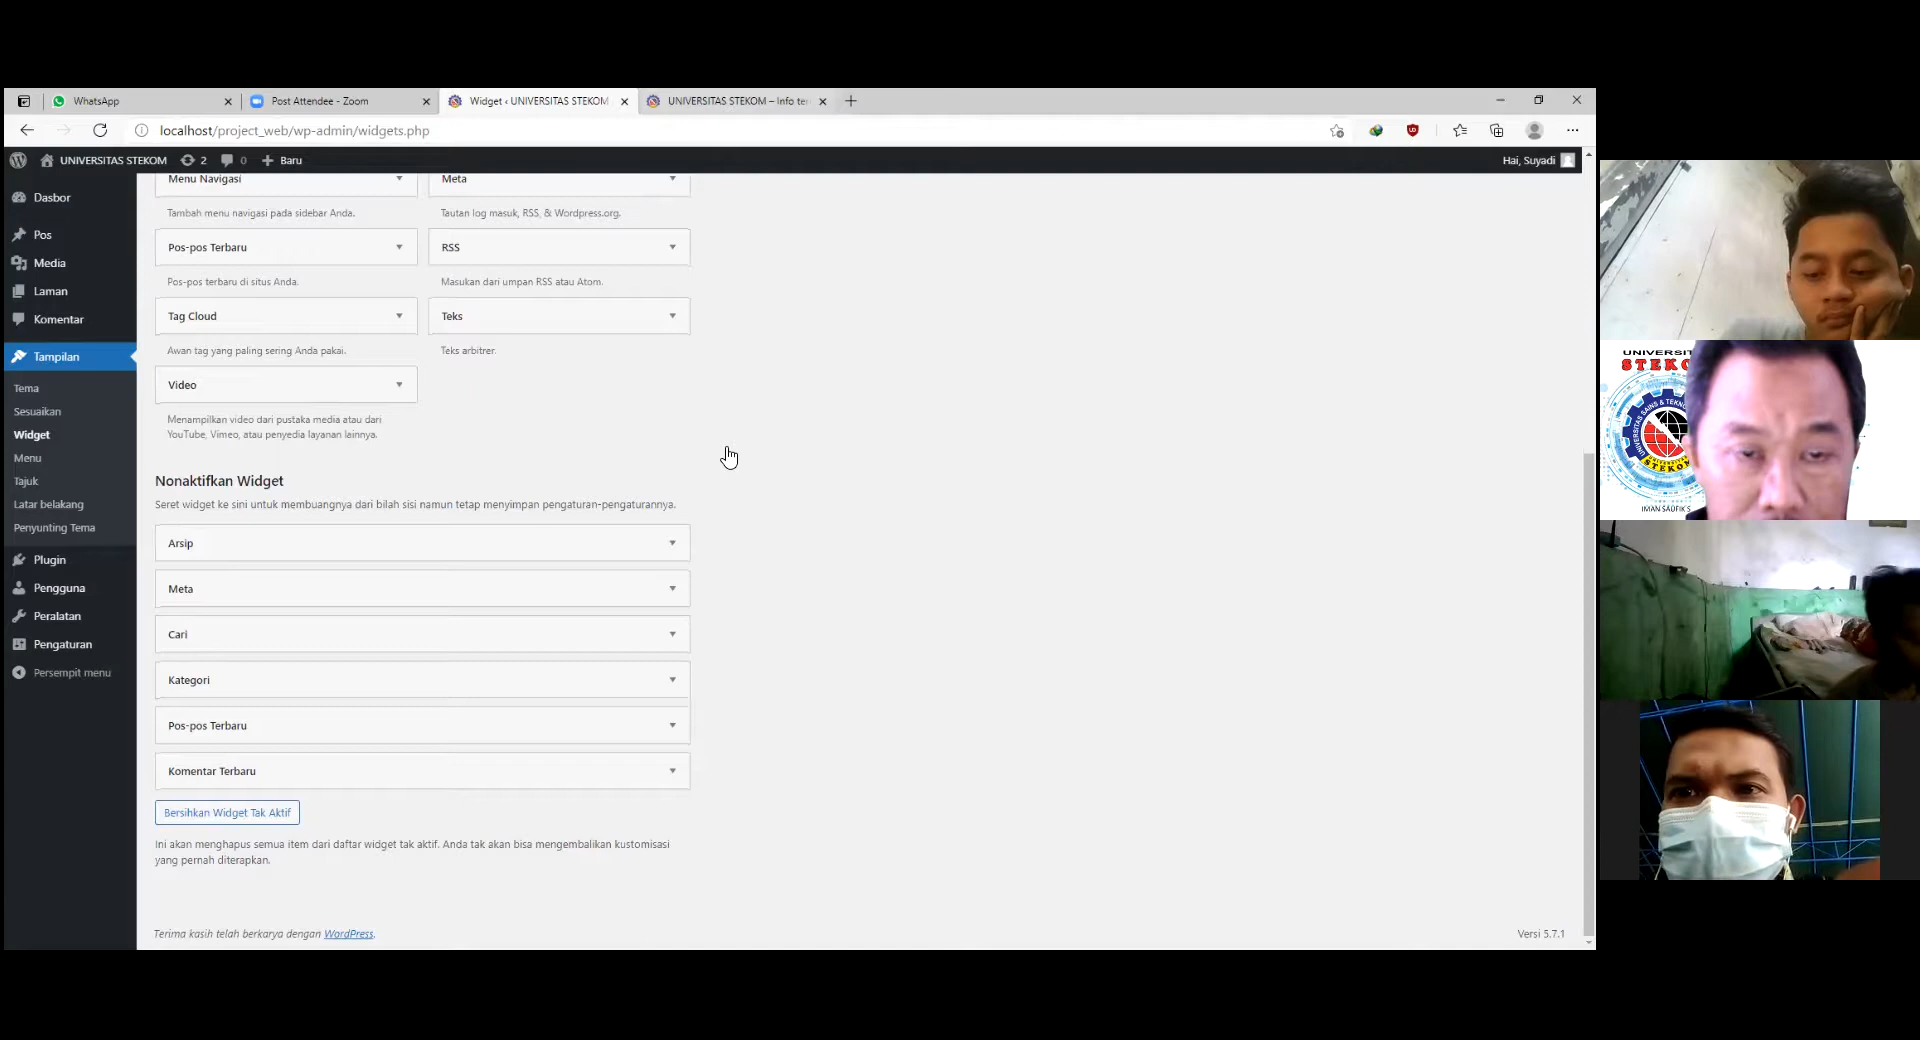 WhatsApp
Post Attendee - Zoom
Widget ‹ UNIVERSITAS STEKOM
UNIVERSITAS STEKOM – Info ter
localhost/project_web/wp-admin/widgets.php
UNIVERSITAS STEKOM 2 0 Baru
Hai, Suyadi
Dasbor
Pos
Media
Laman
Komentar
Tampilan
Tema
Sesuaikan
Widget
Menu
Tajuk
Latar belakang
Penyunting Tema
Plugin
Pengguna
Peralatan
Pengaturan
Persempit menu
Menu Navigasi
Tambah menu navigasi pada sidebar Anda.
Meta
Tautan log masuk, RSS, & Wordpress.org.
Pos-pos Terbaru
Pos-pos terbaru di situs Anda.
RSS
Masukan dari umpan RSS atau Atom.
Tag Cloud
Awan tag yang paling sering Anda pakai.
Teks
Teks arbitrer.
Video
Menampilkan video dari pustaka media atau dari
YouTube, Vimeo, atau penyedia layanan lainnya.
Nonaktifkan Widget
Seret widget ke sini untuk membuangnya dari bilah sisi namun tetap menyimpan pengaturan-pengaturannya.
Arsip
Meta
Cari
Kategori
Pos-pos Terbaru
Komentar Terbaru
Bersihkan Widget Tak Aktif
Ini akan menghapus semua item dari daftar widget tak aktif. Anda tak akan bisa mengembalikan kustomisasi
yang pernah diterapkan.
Terima kasih telah berkarya dengan WordPress.
Versi 5.7.1
UNIVERSIT
STEKO
UNIVERSITAS SAINS & TEKNO
STEKOM
IMAN SAUFIK S